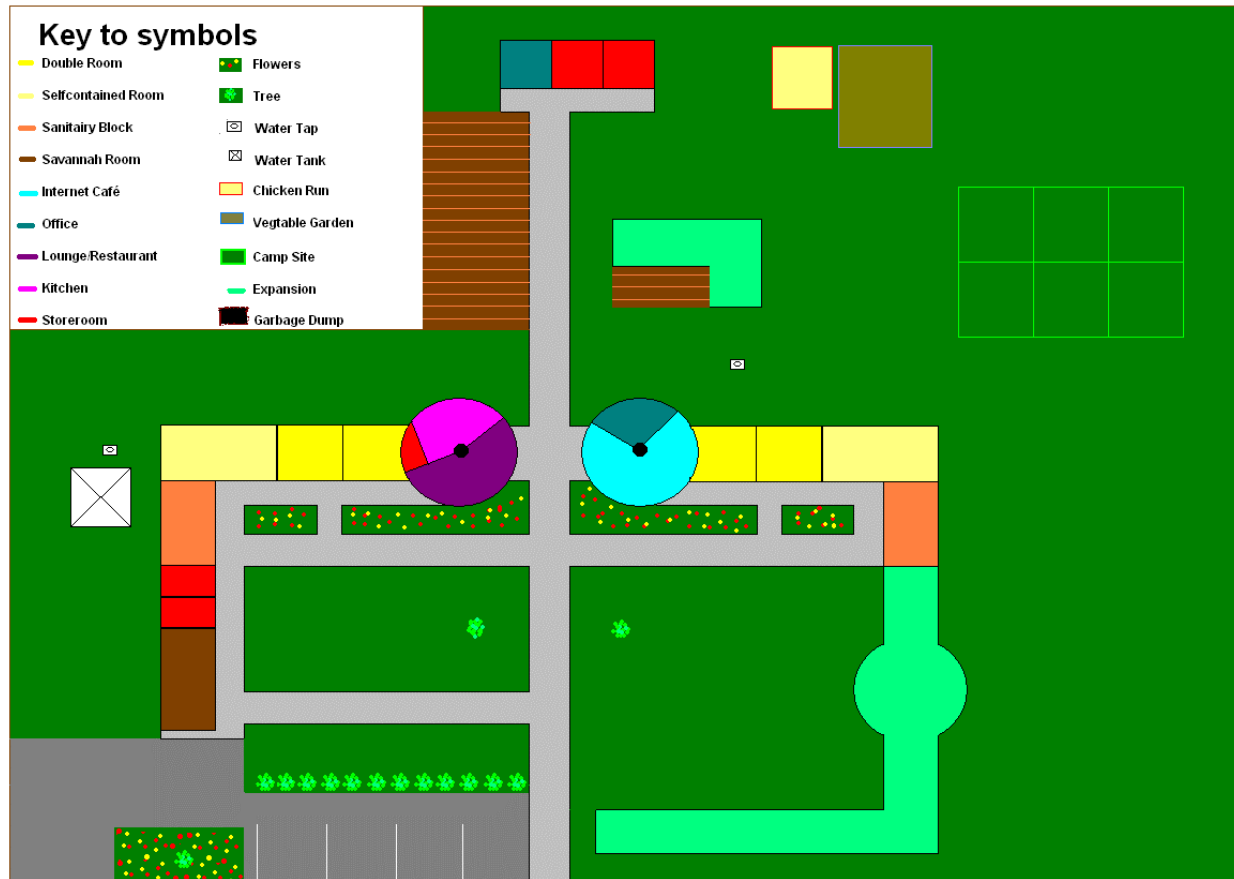 Key to symbols
Double Room
Selfcontained Room
Sanitairy Block
Savannah Room
Internet Café
Office
Lounge/Restaurant
Kitchen
Storeroom
Flowers
Tree
Water Tap
Water Tank
Chicken Run
Vegtable Garden
Camp Site
Expansion
Garbage Dump